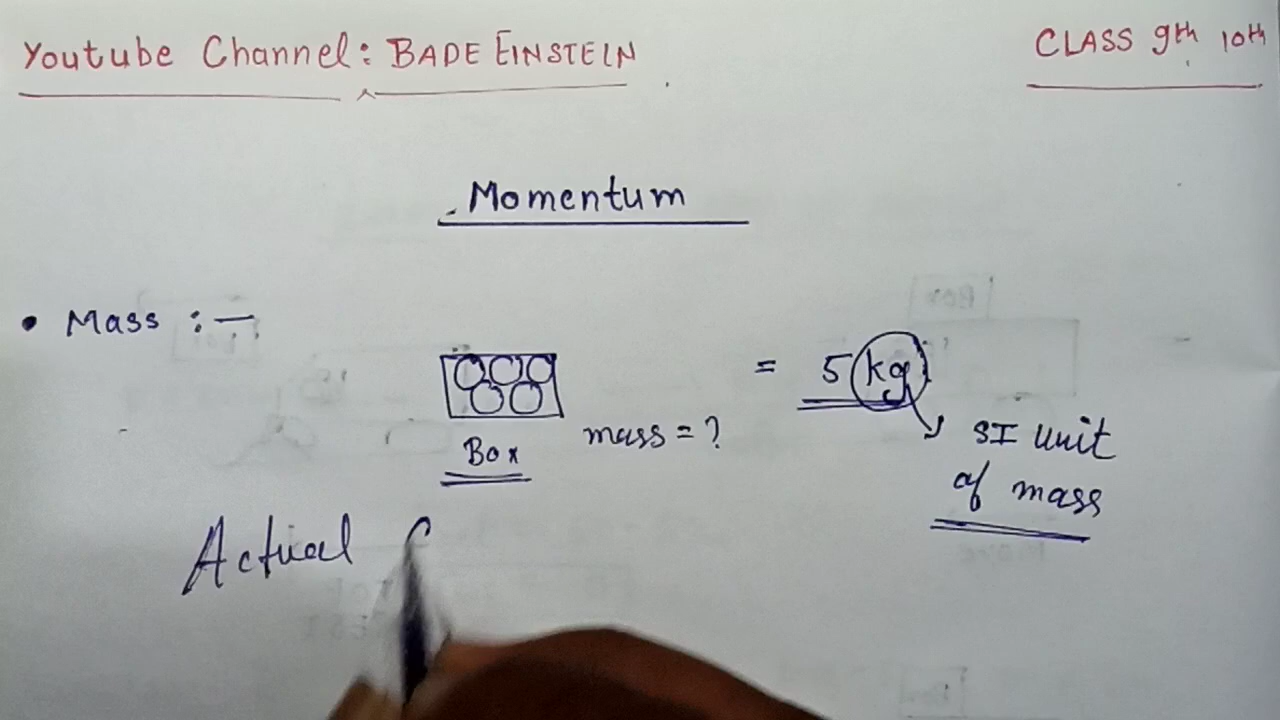 Youtube Channel: BADE EINSTEIN
CLASS 9th 10th
Momentum
• Mass :—
Box
mass = ?
= 5 kg
SI Unit
of mass
Actual